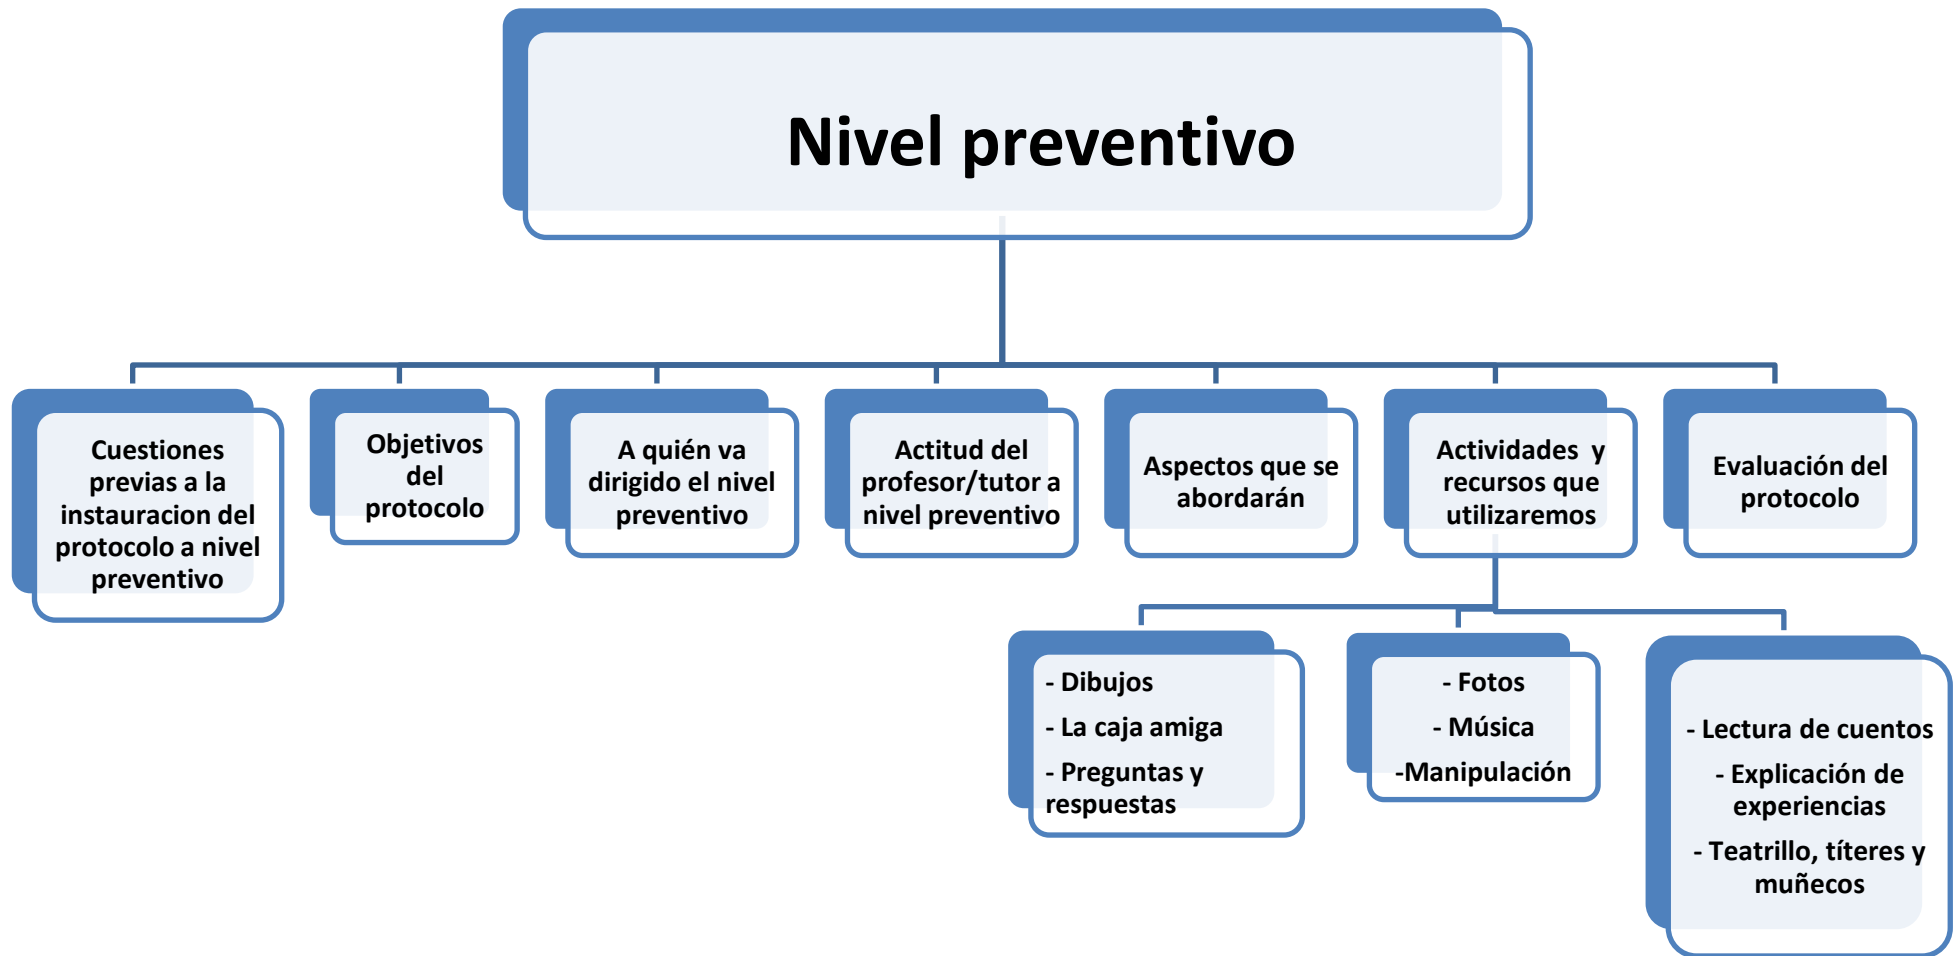 Nivel preventivo
Cuestiones
previas a la
instauracion del
protocolo a nivel
preventivo
Objetivos
del
protocolo
A quién va
dirigido el nivel
preventivo
Actitud del
profesor/tutor a
nivel preventivo
Aspectos que se
abordarán
Actividades y
recursos que
utilizaremos
Evaluación del
protocolo
- Dibujos
- La caja amiga
- Preguntas y
respuestas
- Fotos
- Música
-Manipulación
- Lectura de cuentos
- Explicación de
experiencias
- Teatrillo, títeres y
muñecos